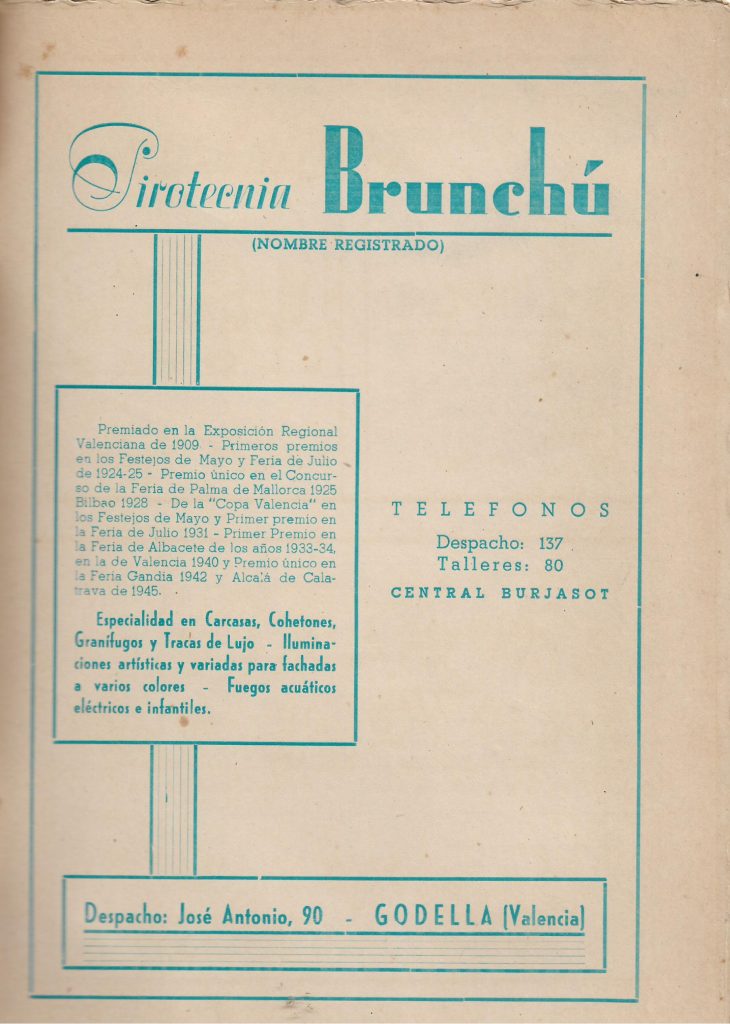 Pirotecnia Brunchú
(NOMBRE REGISTRADO)
Premiado en la Exposición Regional
Valenciana de 1909 - Primeros premios
en los Festejos de Mayo y Feria de Julio
de 1924-25 - Premio único en el Concur-
so de la Feria de Palma de Mallorca 1925
Bilbao 1928 - De la "Copa Valencia" en
los Festejos de Mayo y Primer premio en
la Feria de Julio 1931 - Primer Premio en
la Feria de Albacete de los años 1933-34,
en la de Valencia 1940 y Premio único en
la Feria Gandia 1942 y Alcalá de Cala-
trava de 1945.
Especialidad en Carcasas, Cohetones,
Granífugos y Tracas de Lujo - Ilumina-
ciones artísticas y variadas para fachadas
a varios colores - Fuegos acuáticos
eléctricos e infantiles.
TELEFONOS
Despacho: 137
Talleres: 80
CENTRAL BURJASOT
Despacho: José Antonio, 90 - GODELLA (Valencia)